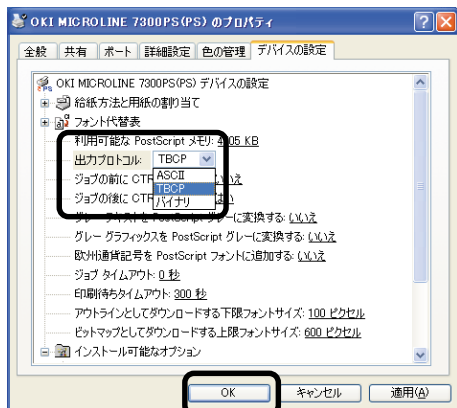 OKI MICROLINE 7300PS(PS) のプロパティ
全般 共有 ポート 詳細設定 色の管理 デバイスの設定
OKI MICROLINE 7300PS(PS) デバイスの設定
給紙方法と用紙の割り当て
フォント代替表
利用可能な PostScript メモリ: 4005 KB
出力プロトコル: TBCP
ASCII
ジョブの前に CTR いいえ
TBCP
ジョブの後に CTR はい
バイナリ
グレー テキストを PostScript グレーに変換する: いいえ
グレー グラフィックスを PostScript グレーに変換する: いいえ
欧州通貨記号を PostScript フォントに追加する: いいえ
ジョブ タイムアウト: 0 秒
印刷待ちタイムアウト: 300 秒
アウトラインとしてダウンロードする下限フォントサイズ: 100 ピクセル
ビットマップとしてダウンロードする上限フォントサイズ: 600 ピクセル
インストール可能なオプション
OK キャンセル 適用(A)